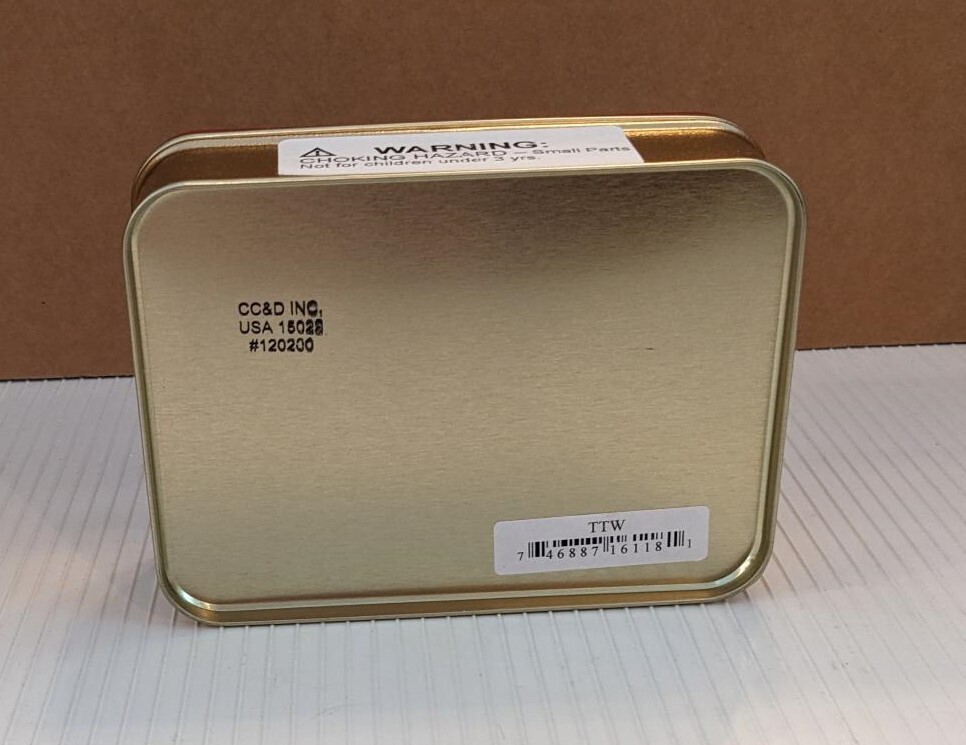 WARNING:
CHOKING HAZARD — Small Parts
Not for children under 3 yrs.
CC&D INC,
USA
#120200
TTW
7 46887 16118 1